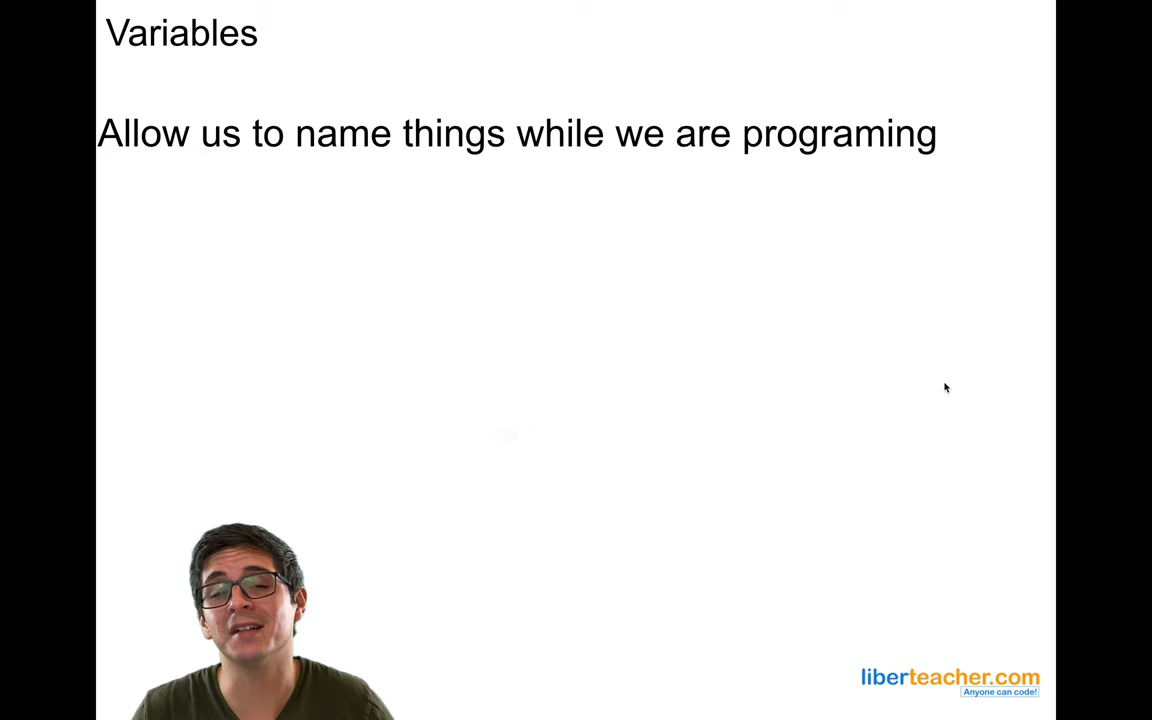 Variables
Allow us to name things while we are programing
liberteacher.com
Anyone can code!